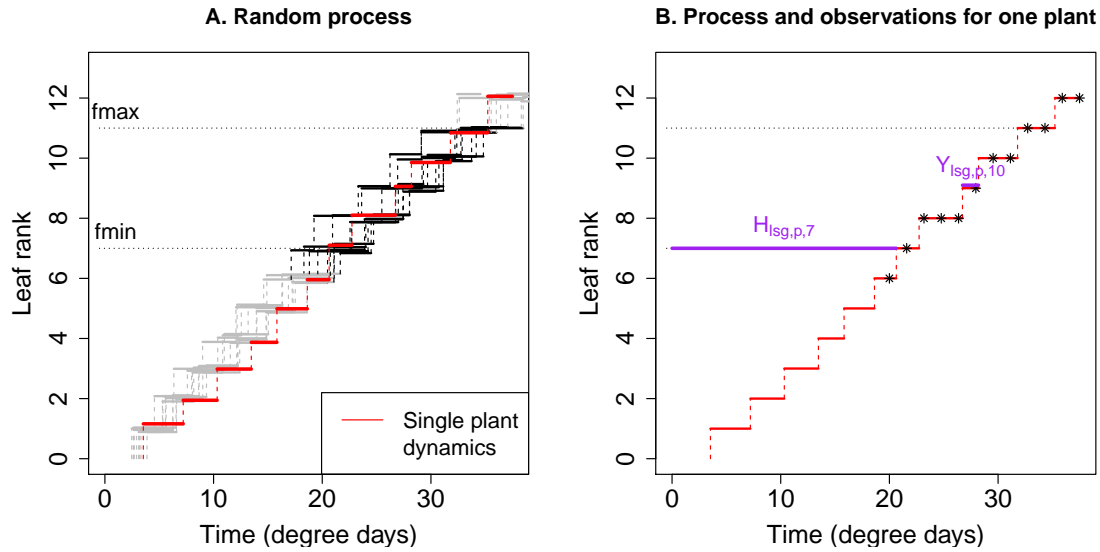 A. Random process
Leaf rank
0 2 4 6 8 10 12
fmax
fmin
Single plant
dynamics
0 10 20 30
Time (degree days)
B. Process and observations for one plant
Leaf rank
0 2 4 6 8 10 12
Y_lsg,p,10
H_lsg,p,7
0 10 20 30
Time (degree days)